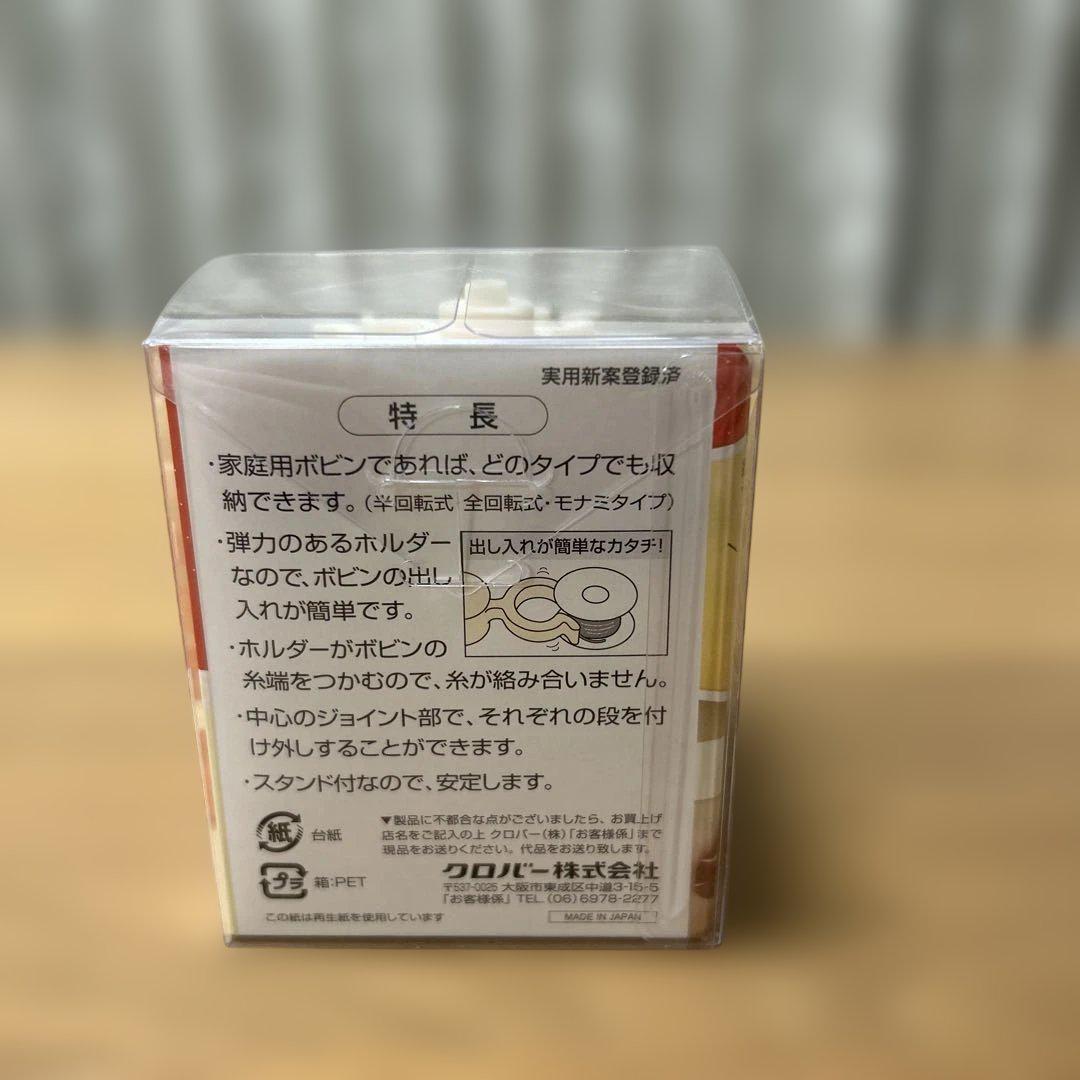 実用新案登録済
特 長
・家庭用ボビンであれば、どのタイプでも収
納できます。(半回転式・全回転式・モナミタイプ)
・弾力のあるホルダー
なので、ボビンの出し
入れが簡単です。
出し入れが簡単なカタチ!
・ホルダーがボビンの
糸端をつかむので、糸が絡み合いません。
・中心のジョイント部で、それぞれの段を付
け外しすることができます。
・スタンド付なので、安定します。
紙 台紙
プラ 箱:PET
この紙は再生紙を使用しています
▼製品に不都合な点がございましたら、お買上げ
店名をご記入の上 クロバー(株)「お客様係」まで
現品をお送りください。代品をお送り致します。
クロバー株式会社
〒537-0025 大阪市東成区中道3-15-5
「お客様係」TEL.(06)6978-2277
MADE IN JAPAN